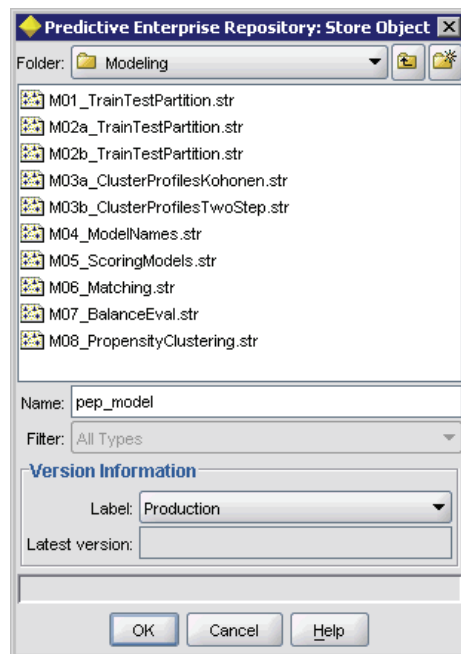 Predictive Enterprise Repository: Store Object
Folder: Modeling
M01_TrainTestPartition.str
M02a_TrainTestPartition.str
M02b_TrainTestPartition.str
M03a_ClusterProfilesKohonen.str
M03b_ClusterProfilesTwoStep.str
M04_ModelNames.str
M05_ScoringModels.str
M06_Matching.str
M07_BalanceEval.str
M08_PropensityClustering.str
Name: pep_model
Filter: All Types
Version Information
Label: Production
Latest version:
OK Cancel Help